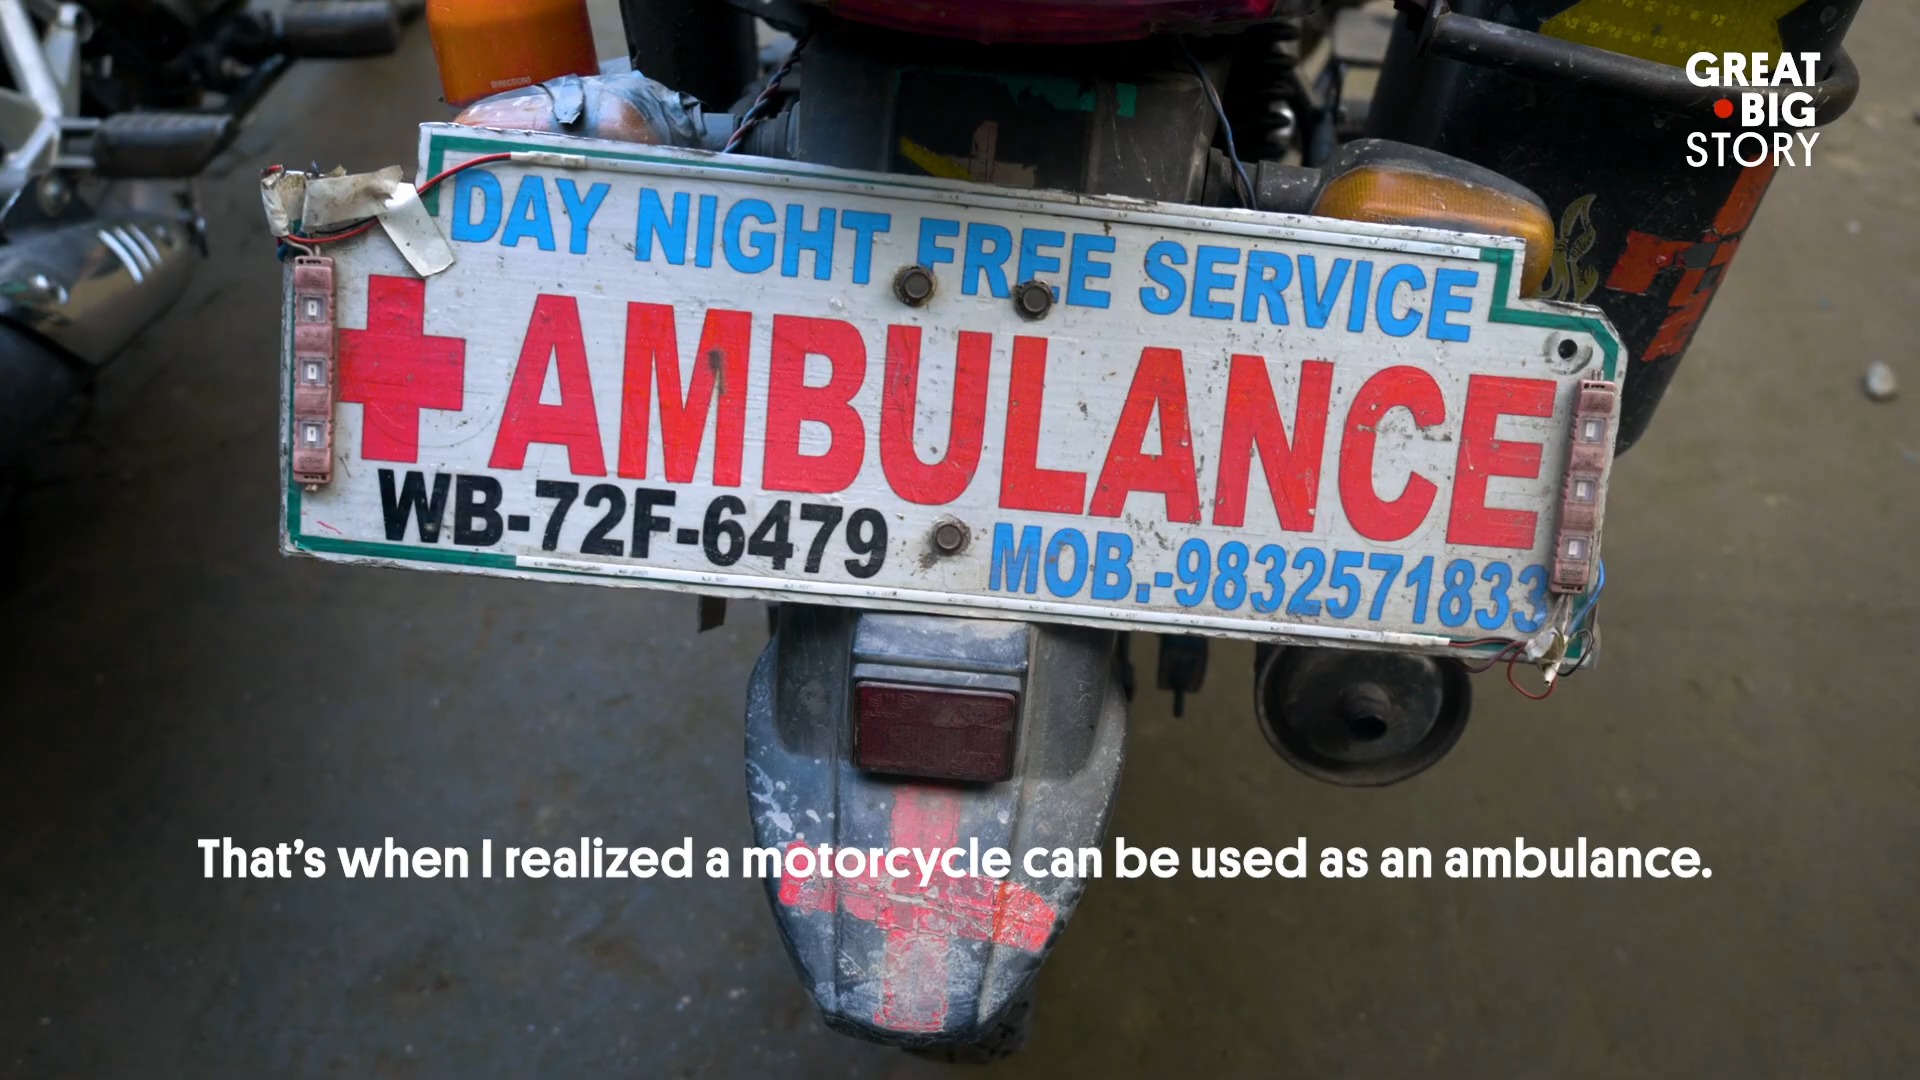 GREAT
BIG
STORY
DAY NIGHT FREE SERVICE
AMBULANCE
WB-72F-6479
MOB.-9832571833
That's when I realized a motorcycle can be used as an ambulance.